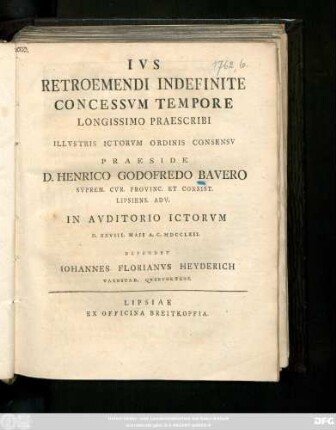 1762, 6.
IVS
RETROEMENDI INDEFINITE
CONCESSVM TEMPORE
LONGISSIMO PRAESCRIBI
ILLVSTRIS ICTORVM ORDINIS CONSENSV
PRAESIDE
D. HENRICO GODOFREDO BAVERO
SVPREM. CVR. PROVINC. ET CONSIST.
LIPSIENS. ADV.
IN AVDITORIO ICTORVM
D. XXVIII. MAII A. C. MDCCLXII.
DEFENDET
IOHANNES FLORIANVS HEYDERICH
QVERFVRTENS.
LIPSIAE
EX OFFICINA BREITKOPFIA.